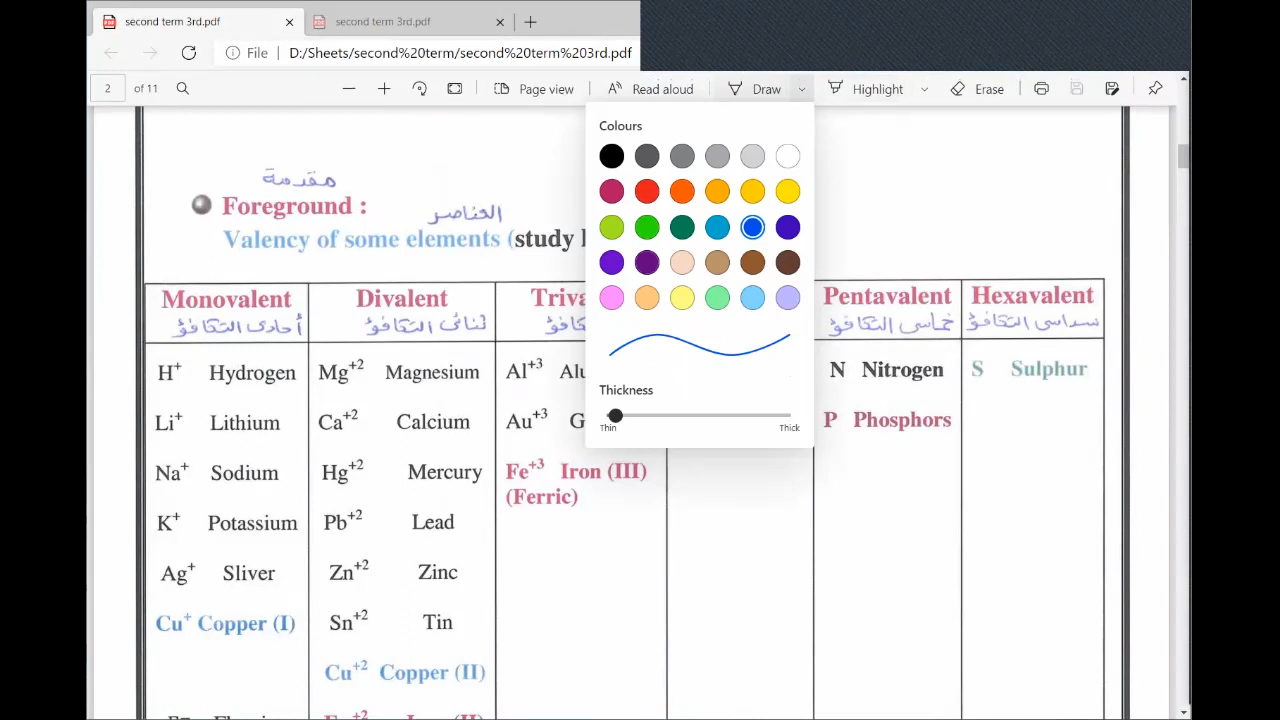 second term 3rd.pdf
second term 3rd.pdf
File D:/Sheets/second%20term/second%20term%203rd.pdf
2 of 11 Page view Read aloud Draw Highlight Erase
Colours
Thickness
Thin Thick
مقدمة
Foreground :
العناصر
Valency of some elements (study
Monovalent Divalent Pentavalent Hexavalent
أحادى التكافؤ ثنائى التكافؤ خماسى التكافؤ سداسى التكافؤ
H+ Hydrogen Mg+2 Magnesium Al+3 N Nitrogen S Sulphur
Li+ Lithium Ca+2 Calcium Au+3 G P Phosphors
Na+ Sodium Hg+2 Mercury Fe+3 Iron (III)
(Ferric)
K+ Potassium Pb+2 Lead
Ag+ Sliver Zn+2 Zinc
Cu+ Copper (I) Sn+2 Tin
Cu+2 Copper (II)